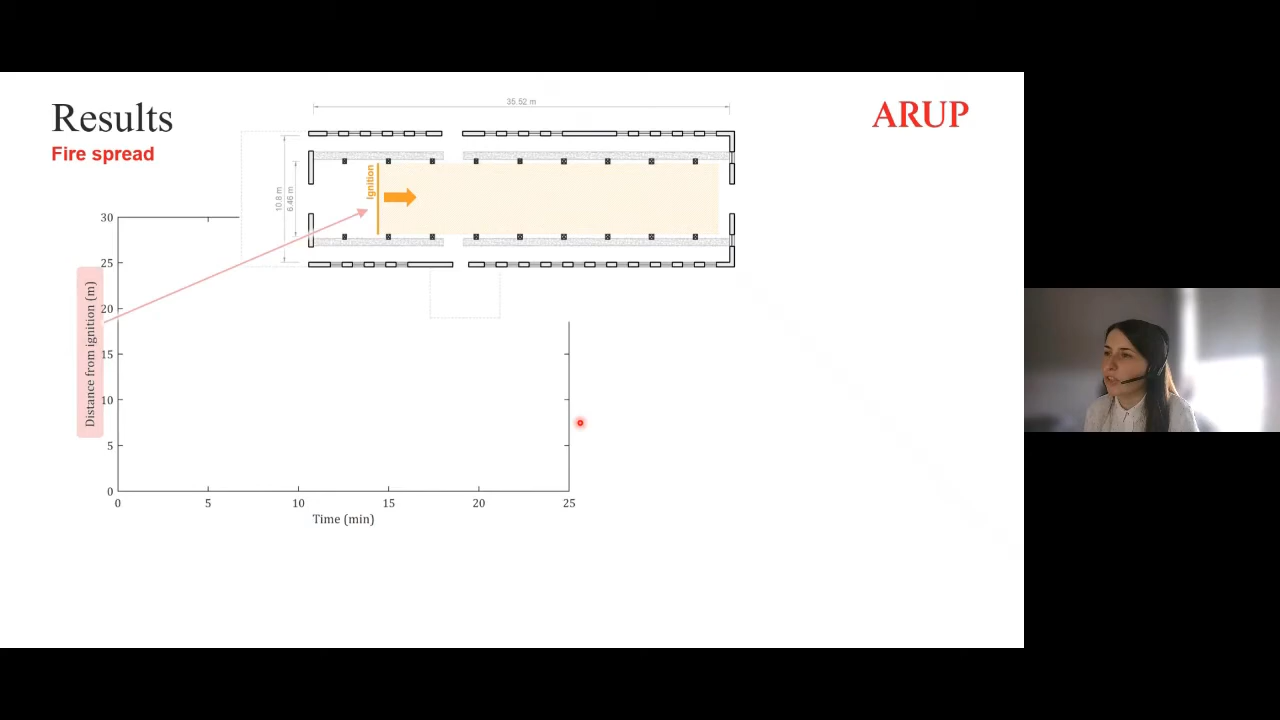 Results
Fire spread
ARUP
35.52 m
10.8 m
6.46 m
Ignition
Distance from ignition (m)
30
25
20
15
10
5
0
0 5 10 15 20 25
Time (min)